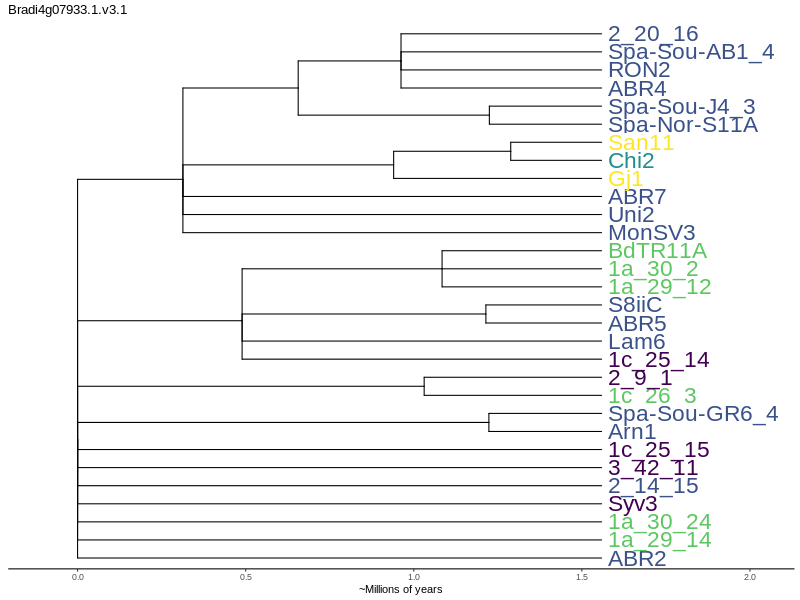 Bradi4g07933.1.v3.1
2_20_16
Spa-Sou-AB1_4
RON2
ABR4
Spa-Sou-J4_3
Spa-Nor-S11A
San11
Chi2
Gj1
ABR7
Uni2
MonSV3
BdTR11A
1a_30_2
1a_29_12
S8iiC
ABR5
Lam6
1c_25_14
2_9_1
1c_26_3
Spa-Sou-GR6_4
Arn1
1c_25_15
3_42_11
2_14_15
Syv3
1a_30_24
1a_29_14
ABR2
0.0 0.5 1.0 1.5 2.0
~Millions of years